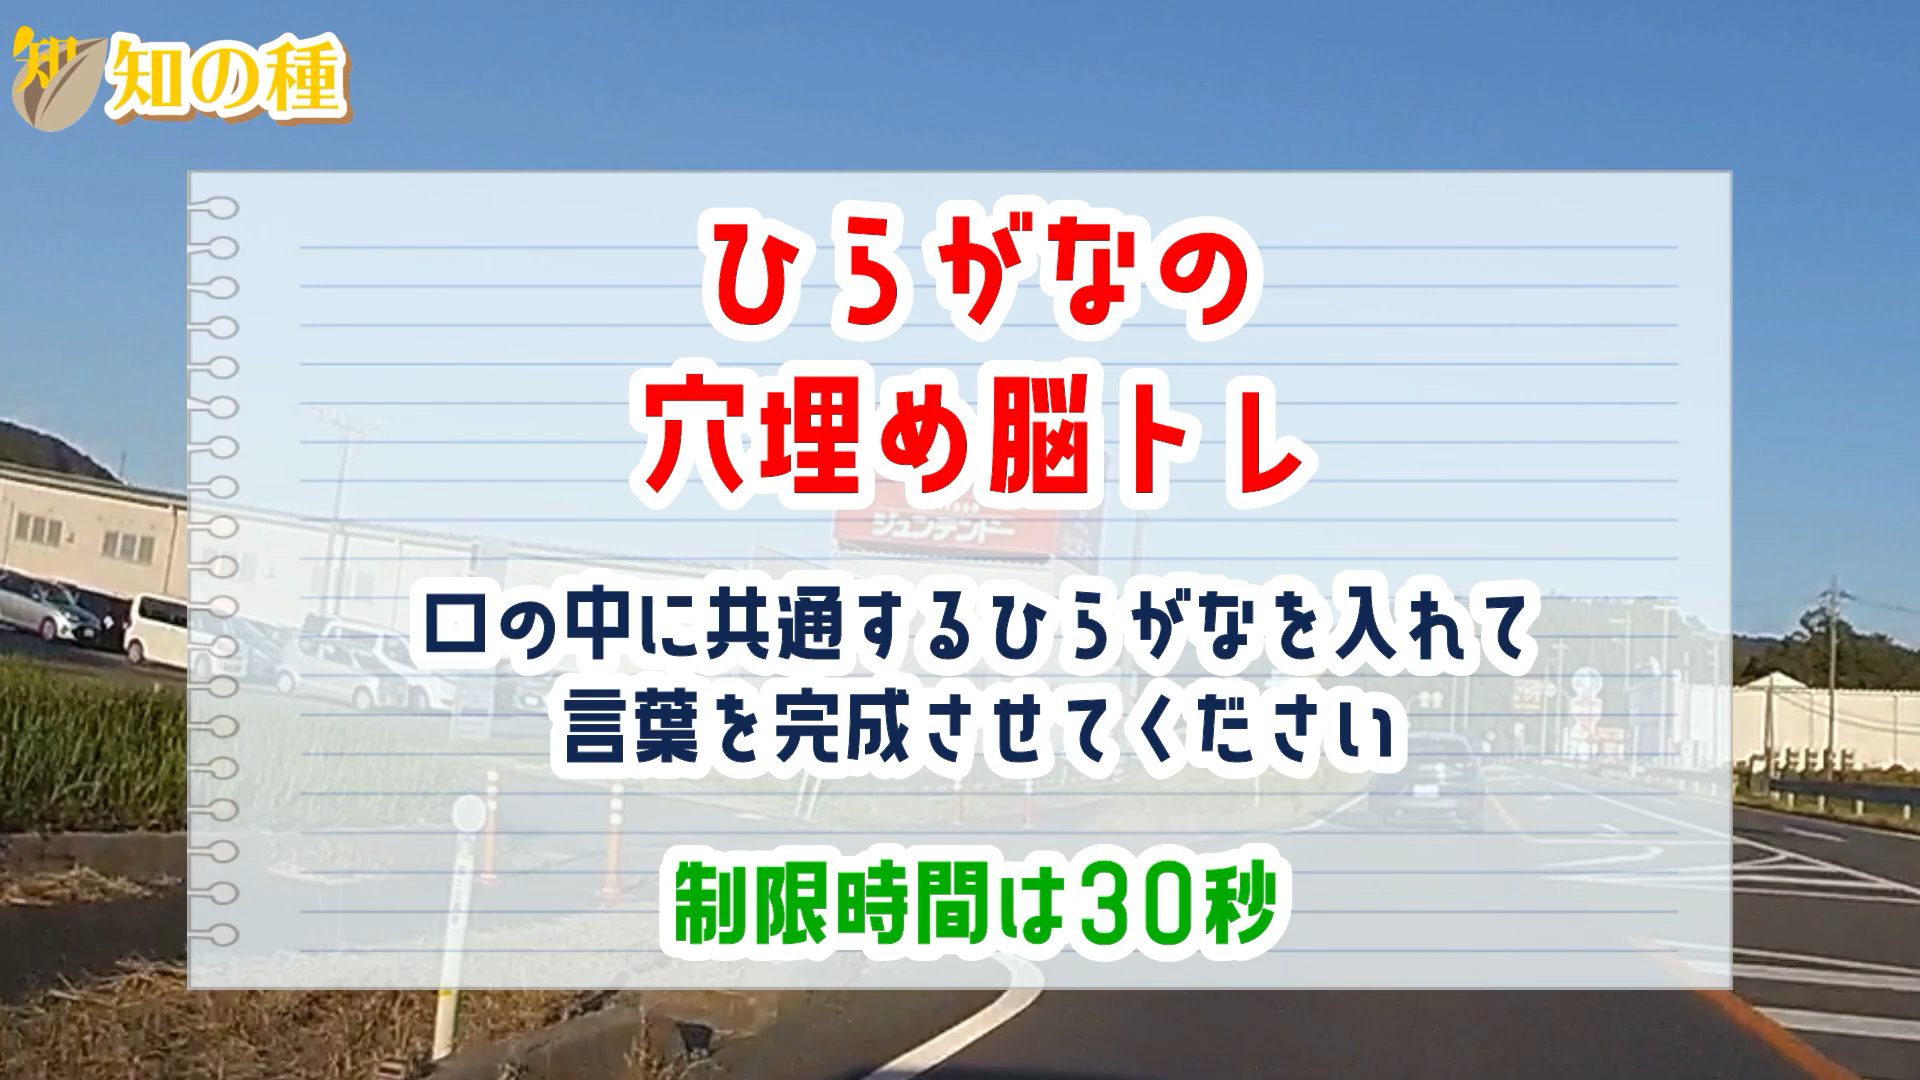 知 知の種
ひらがなの
穴埋め脳トレ
ジュンテンドー
口の中に共通するひらがなを入れて
言葉を完成させてください
制限時間は30秒